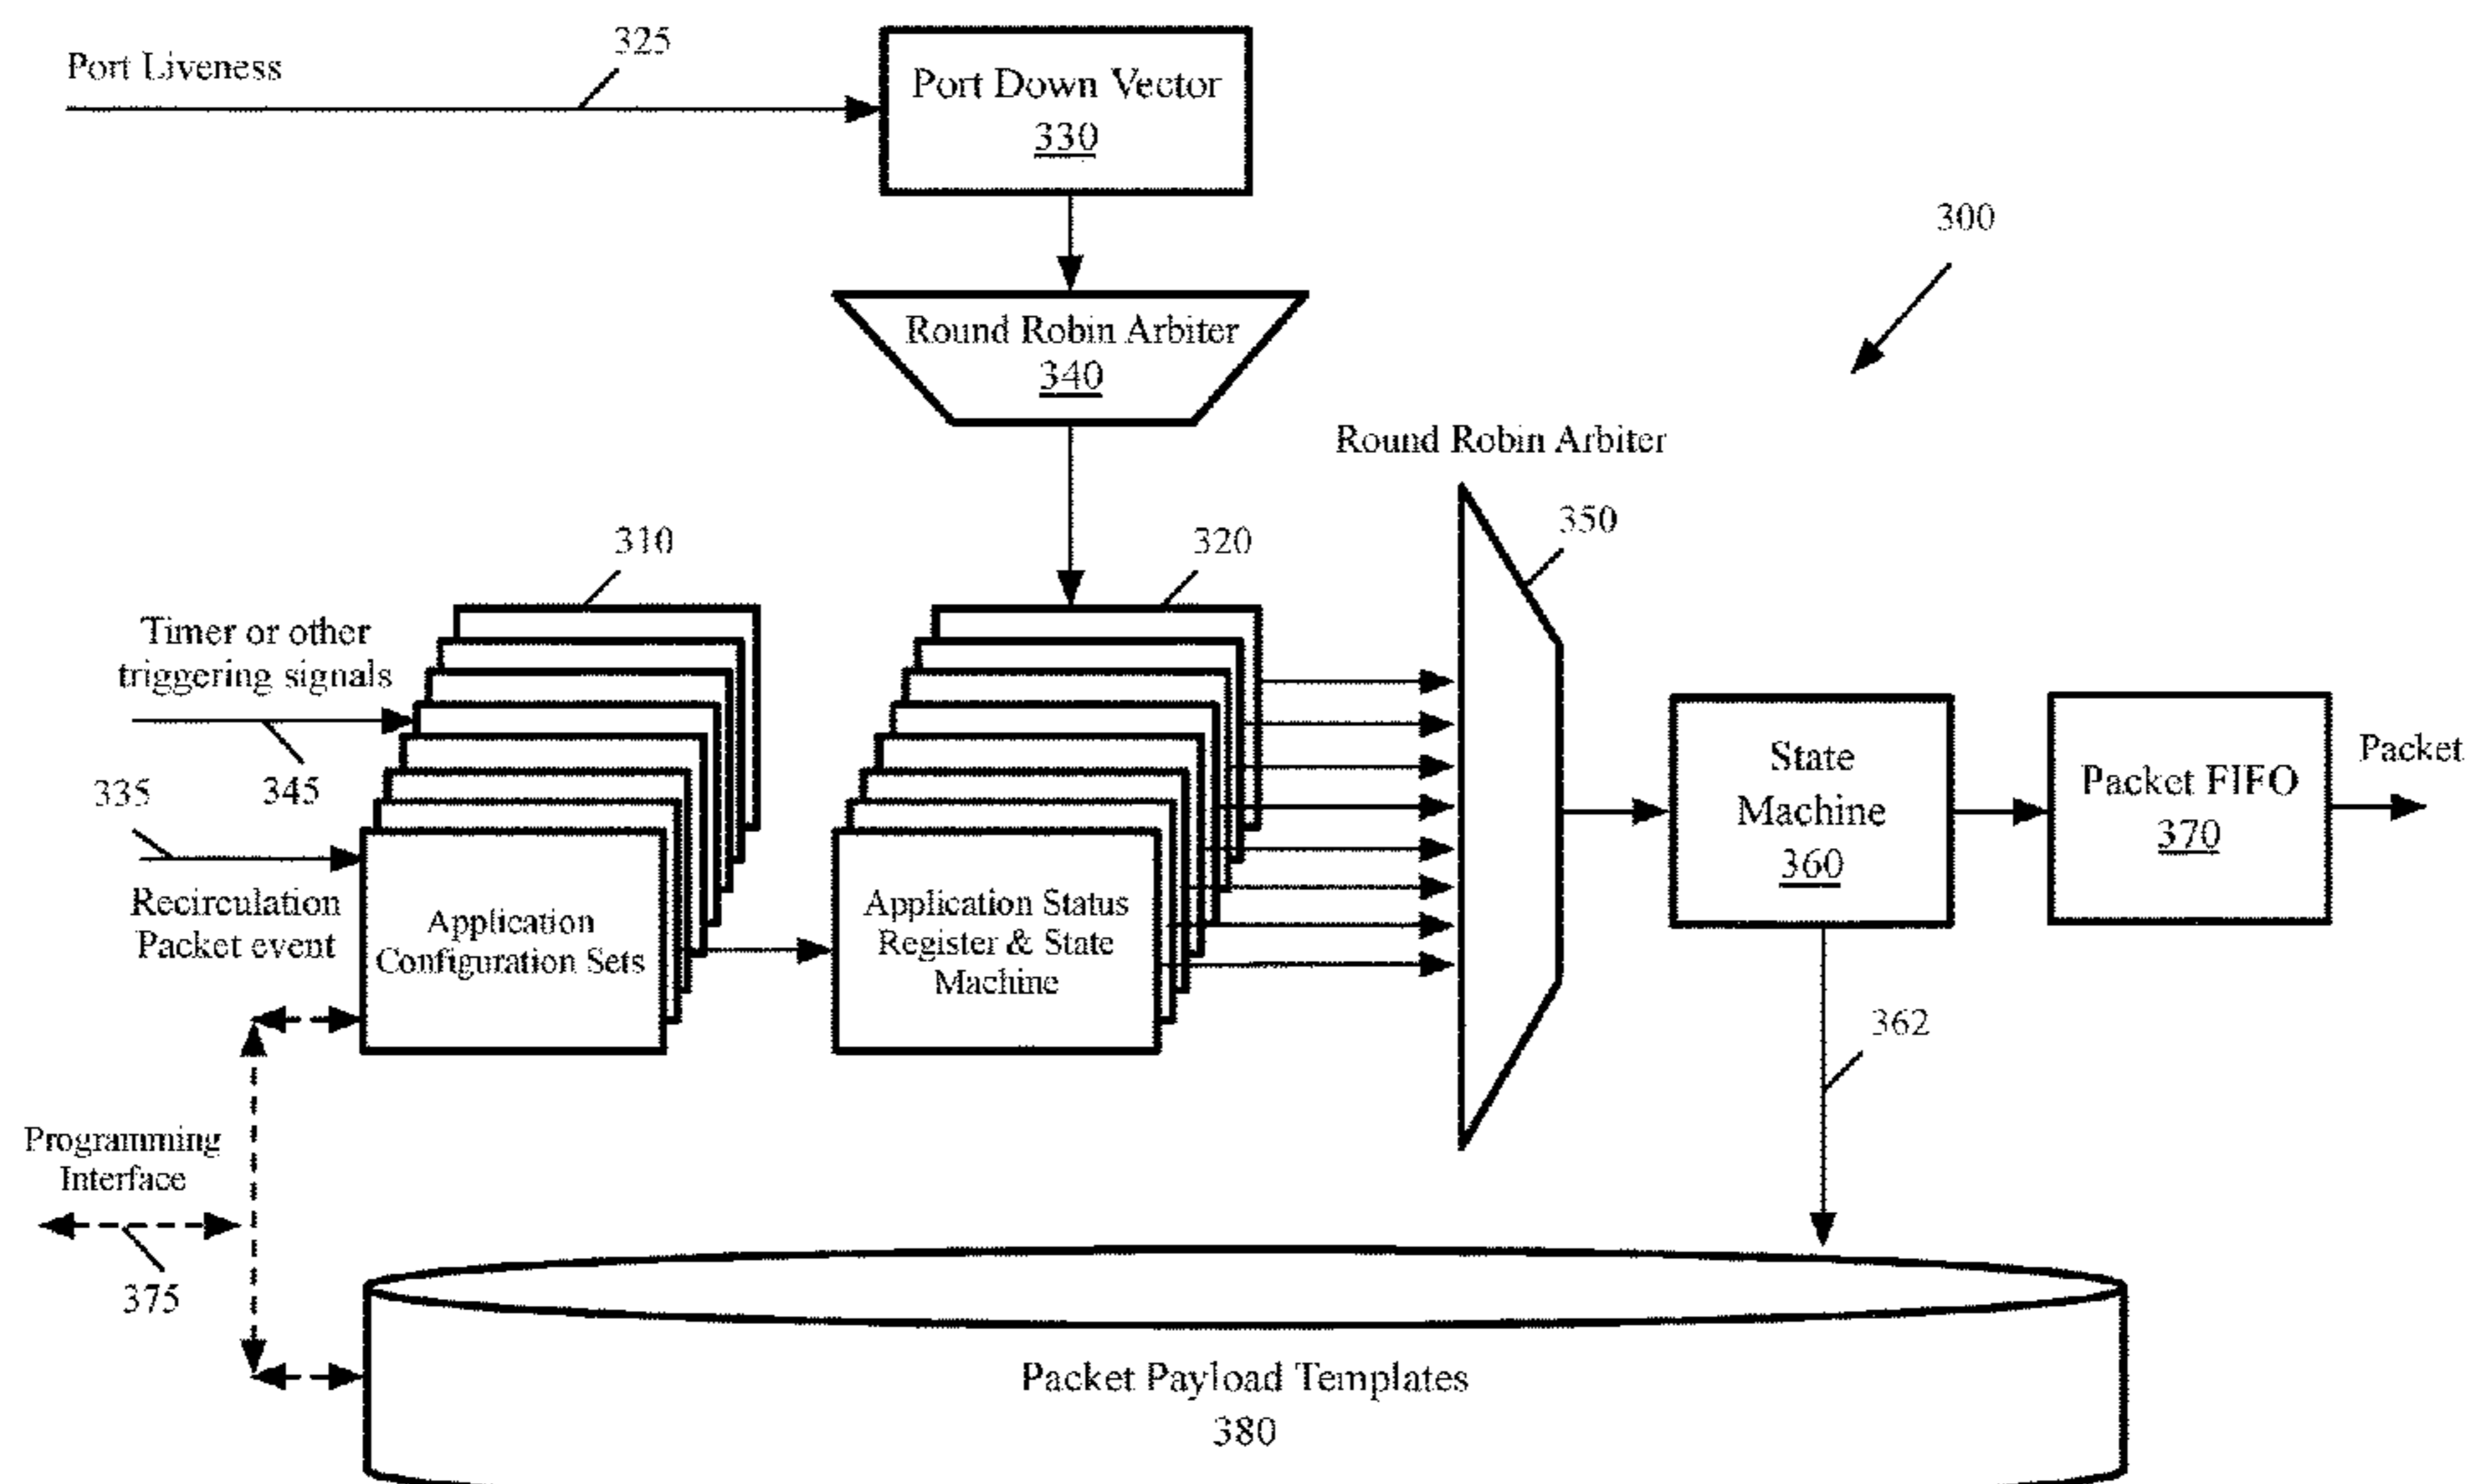 Port Liveness
325
Port Down Vector
330
300
Round Robin Arbiter
340
Round Robin Arbiter
350
310
320
Timer or other
triggering signals
345
335
Recirculation
Packet event
Application
Configuration Sets
Application Status
Register & State
Machine
State
Machine
360
Packet FIFO
370
Packet
362
Programming
Interface
375
Packet Payload Templates
380